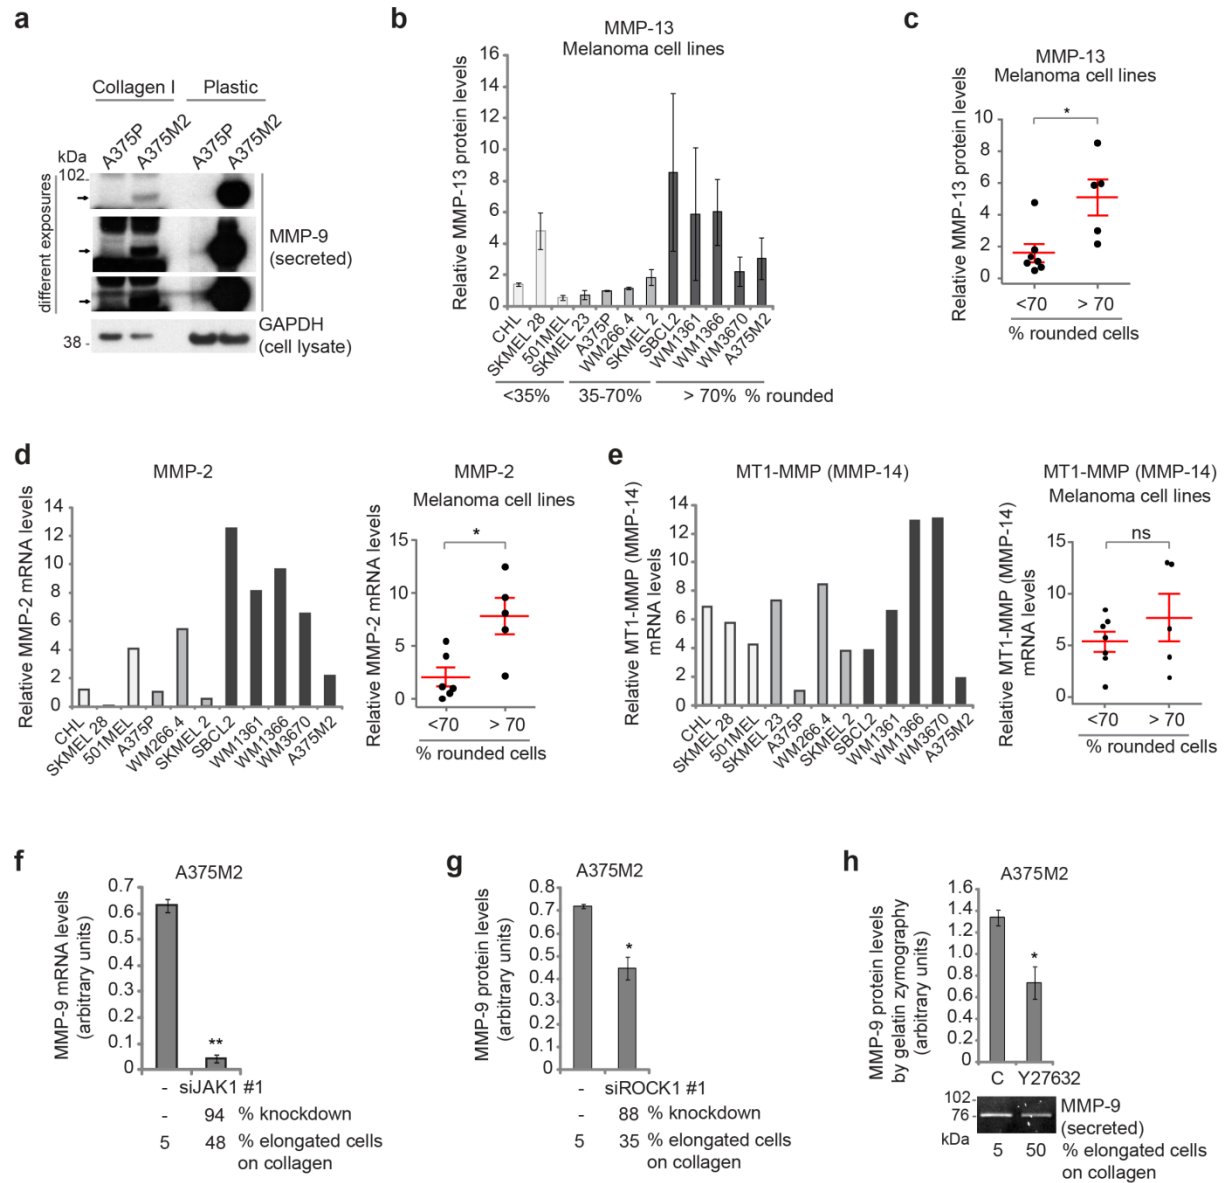 a
Collagen I Plastic
A375P A375M2 A375P A375M2
kDa
102
different exposures
MMP-9
(secreted)
38 -
GAPDH
(cell lysate)
b
MMP-13
Melanoma cell lines
Relative MMP-13 protein levels
16
14
12
10
8
6
4
2
0
CHL SKMEL 28 501MEL SKMEL 23 A375P WM266.4 SKMEL 2 SBCL2 WM1361 WM1366 WM3670 A375M2
<35% 35-70% > 70% % rounded
c
MMP-13
Melanoma cell lines
Relative MMP-13 protein levels
*
10
8
6
4
2
0
<70 > 70
% rounded cells
d
MMP-2
Relative MMP-2 mRNA levels
14
12
10
8
6
4
2
0
CHL SKMEL 28 501MEL A375P WM266.4 SKMEL 2 SBCL2 WM1361 WM1366 WM3670 A375M2
MMP-2
Melanoma cell lines
Relative MMP-2 mRNA levels
*
15
10
5
0
<70 > 70
% rounded cells
e
MT1-MMP (MMP-14)
Relative MT1-MMP (MMP-14)
mRNA levels
14
12
10
8
6
4
2
0
CHL SKMEL 28 501MEL SKMEL 23 A375P WM266.4 SKMEL 2 SBCL2 WM1361 WM1366 WM3670 A375M2
MT1-MMP (MMP-14)
Melanoma cell lines
Relative MT1-MMP (MMP-14)
mRNA levels
ns
15
10
5
0
<70 > 70
% rounded cells
f
A375M2
MMP-9 mRNA levels
(arbitrary units)
0.7
0.6
0.5
0.4
0.3
0.2
0.1
0
**
- siJAK1 #1
- 94 % knockdown
5 48 % elongated cells
on collagen
g
A375M2
MMP-9 protein levels
(arbitrary units)
0.8
0.7
0.6
0.5
0.4
0.3
0.2
0.1
0
*
- siROCK1 #1
- 88 % knockdown
5 35 % elongated cells
on collagen
h
A375M2
MMP-9 protein levels
by gelatin zymography
(arbitrary units)
1.6
1.4
1.2
1.0
0.8
0.6
0.4
0.2
0
*
C Y27632
102 -
76 -
kDa
MMP-9
(secreted)
5 50 % elongated cells
on collagen